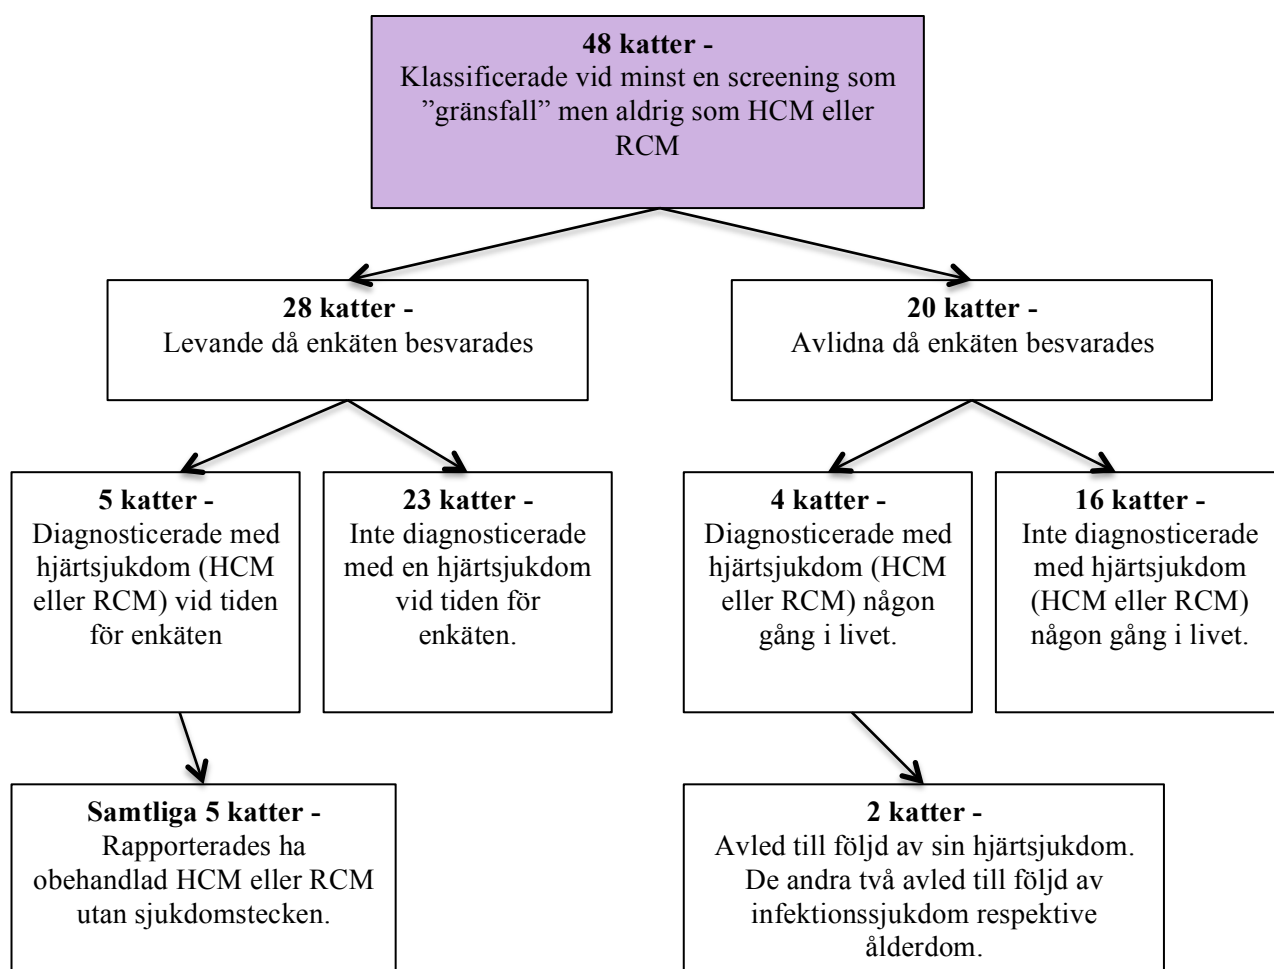 48 katter -
Klassificerade vid minst en screening som
”gränsfall” men aldrig som HCM eller
RCM
28 katter -
Levande då enkäten besvarades
20 katter -
Avlidna då enkäten besvarades
5 katter -
Diagnosticerade med
hjärtsjukdom (HCM
eller RCM) vid tiden
för enkäten
23 katter -
Inte diagnosticerade
med en hjärtsjukdom
vid tiden för
enkäten.
4 katter -
Diagnosticerade med
hjärtsjukdom (HCM
eller RCM) någon
gång i livet.
16 katter -
Inte diagnosticerade
med hjärtsjukdom
(HCM eller RCM)
någon gång i livet.
Samtliga 5 katter -
Rapporterades ha
obehandlad HCM eller RCM
utan sjukdomstecken.
2 katter -
Avled till följd av sin hjärtsjukdom.
De andra två avled till följd av
infektionssjukdom respektive
ålderdom.